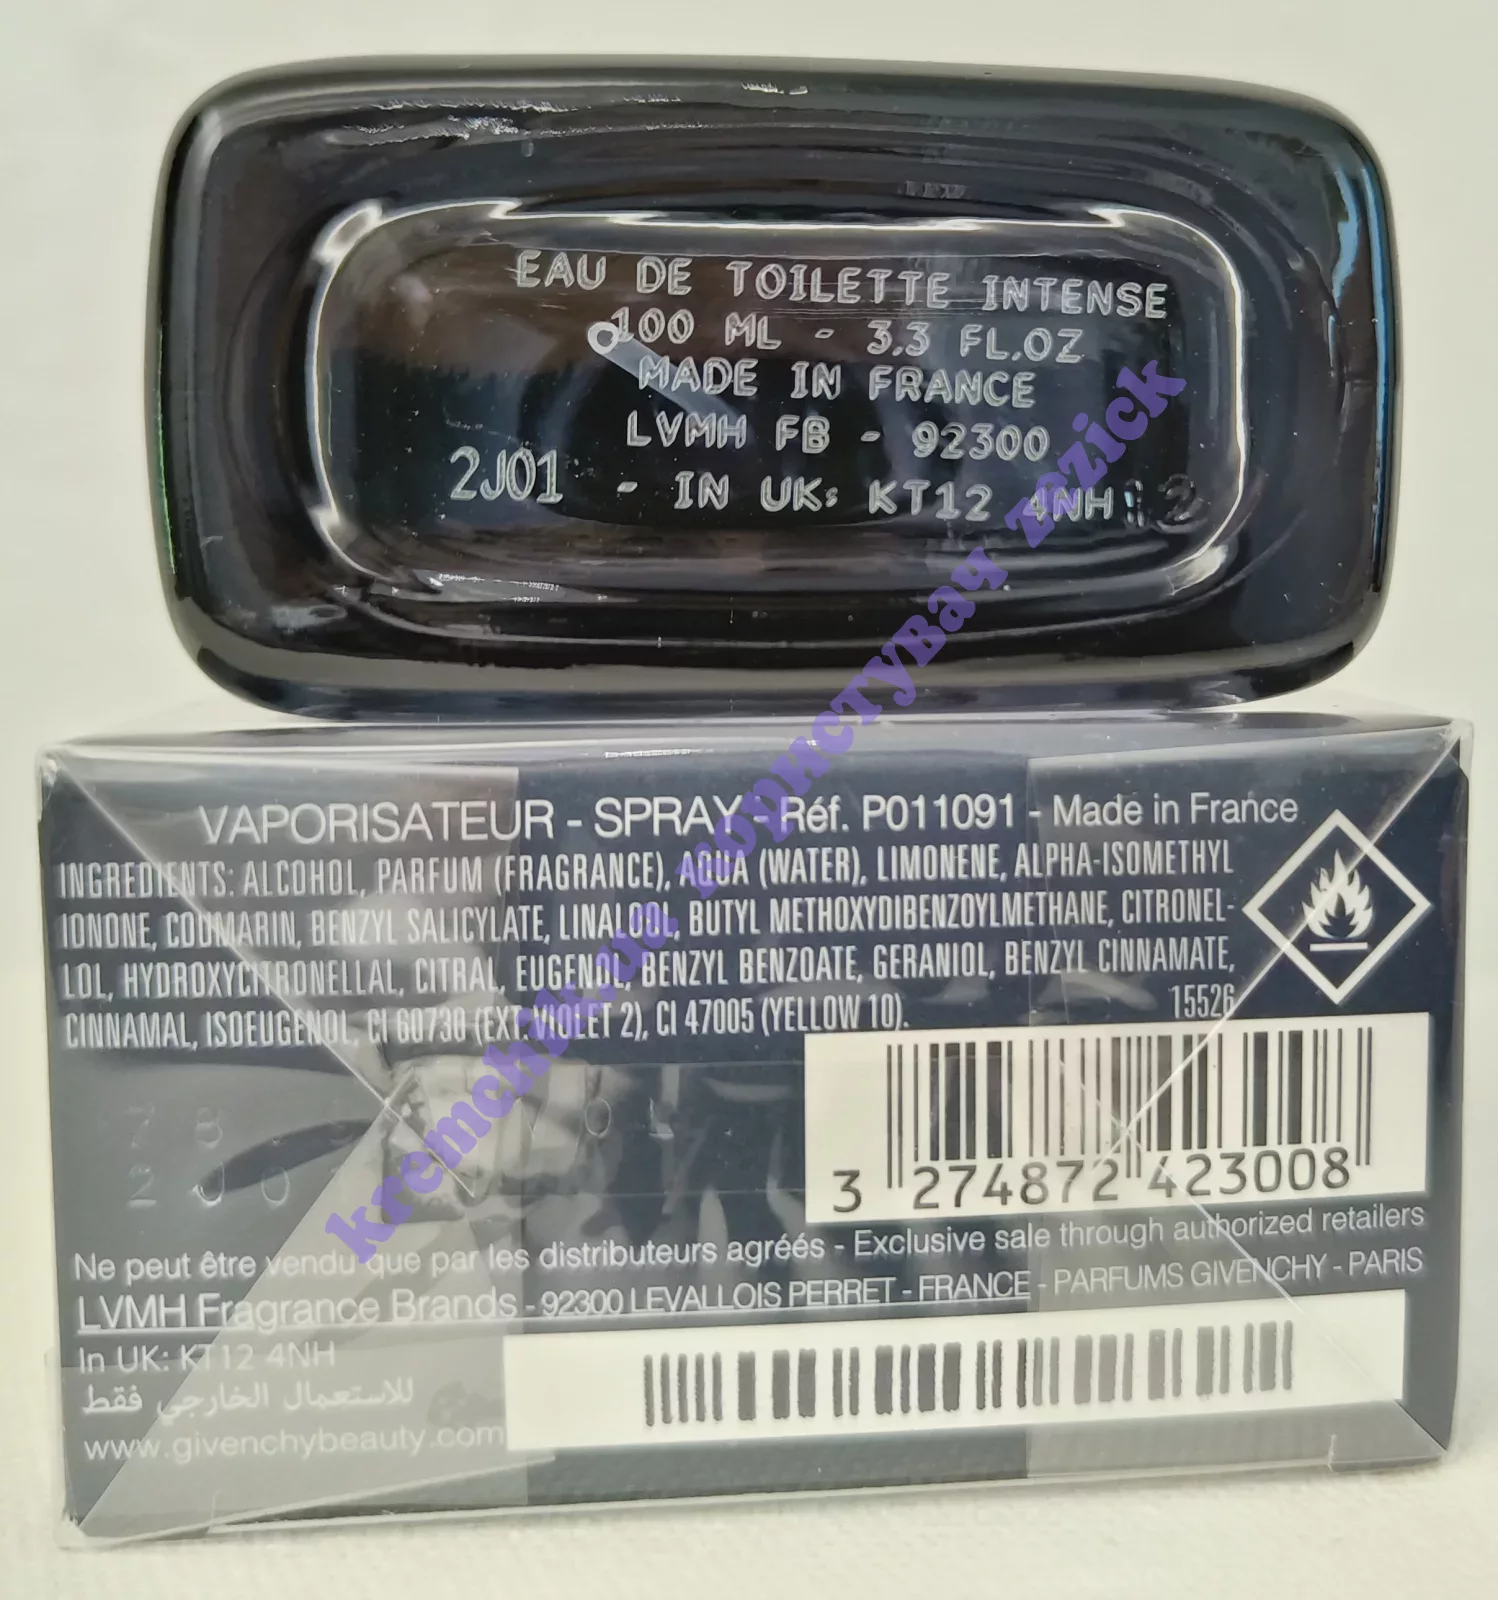 EAU DE TOILETTE INTENSE
100 ML - 3.3 FL.OZ
MADE IN FRANCE
LVMH FB - 92300
2J01 - IN UK: KT12 4NH
VAPORISATEUR - SPRAY - Réf. P011091 - Made in France
INGREDIENTS: ALCOHOL, PARFUM (FRAGRANCE), AQUA (WATER), LIMONENE, ALPHA-ISOMETHYL
IONONE, COUMARIN, BENZYL SALICYLATE, LINALOOL, BUTYL METHOXYDIBENZOYLMETHANE, CITRONEL-
LOL, HYDROXYCITRONELLAL, CITRAL, EUGENOL, BENZYL BENZOATE, GERANIOL, BENZYL CINNAMATE,
CINNAMAL, ISOEUGENOL, CI 60730 (EXT. VIOLET 2), CI 47005 (YELLOW 10). 15526
3 274872 423008
Ne peut être vendu que par les distributeurs agréés - Exclusive sale through authorized retailers
LVMH Fragrance Brands - 92300 LEVALLOIS PERRET - FRANCE - PARFUMS GIVENCHY - PARIS
In UK: KT12 4NH
للاستعمال الخارجي فقط
www.givenchybeauty.com
kremchik.ua користувач zezick